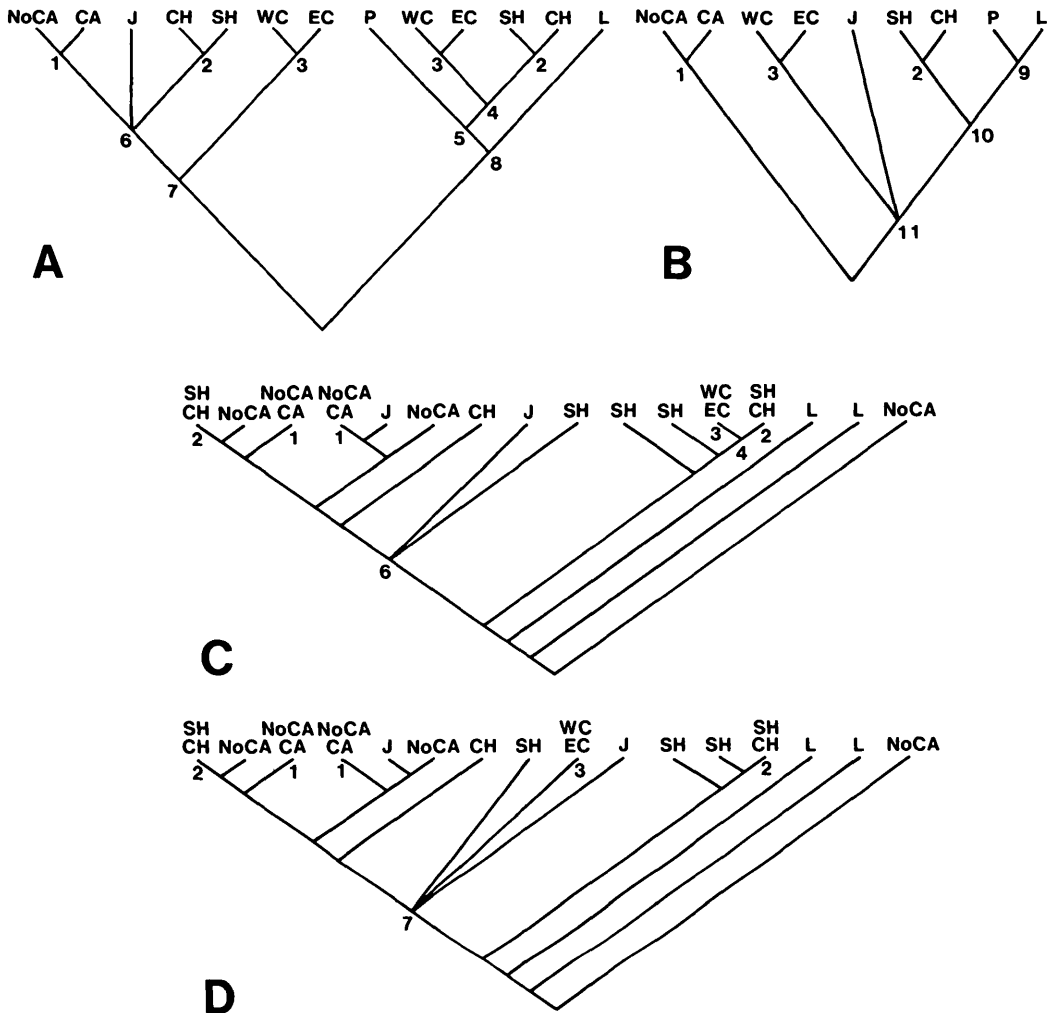 NoCA CA J CH SH WC EC P WC EC SH CH L
1 2 3 3 2
4
6 5
8
7
A
NoCA CA WC EC J SH CH P L
1 3 2 9
10
11
B
SH NoCA NoCA WC SH
CH NoCA CA CA J NoCA CH J SH SH SH EC CH L L NoCA
2 1 1 3 2
4
6
C
SH NoCA NoCA WC SH
CH NoCA CA CA J NoCA CH SH EC J SH SH CH L L NoCA
2 1 1 3 2
7
D